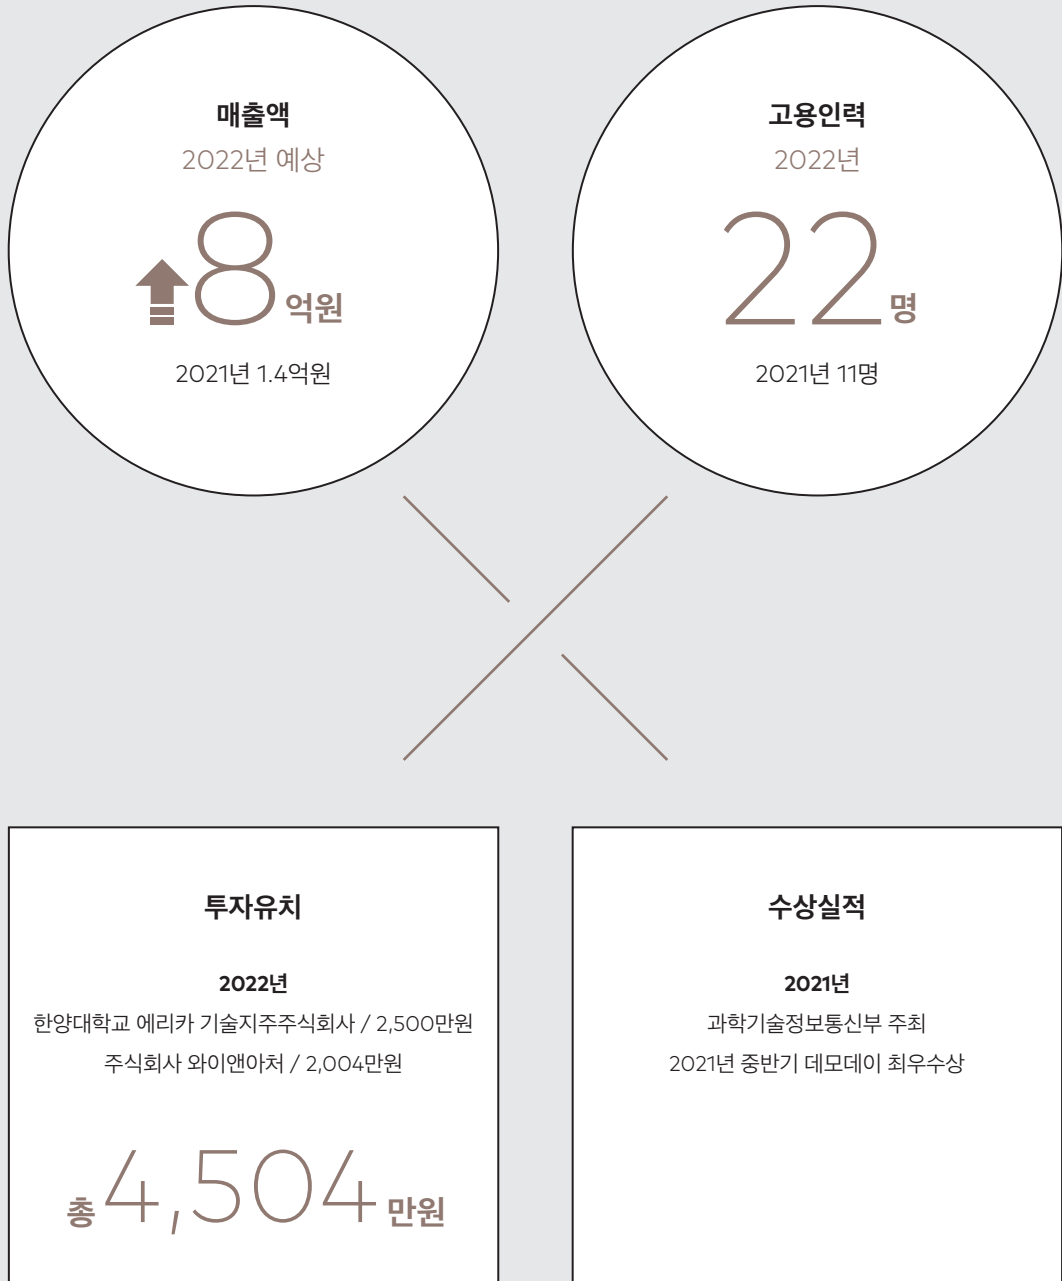 매출액
2022년 예상
8억원
2021년 1.4억원
고용인력
2022년
22명
2021년 11명
투자유치
2022년
한양대학교 에리카 기술지주주식회사 / 2,500만원
주식회사 와이앤아처 / 2,004만원
총 4,504만원
수상실적
2021년
과학기술정보통신부 주최
2021년 중반기 데모데이 최우수상